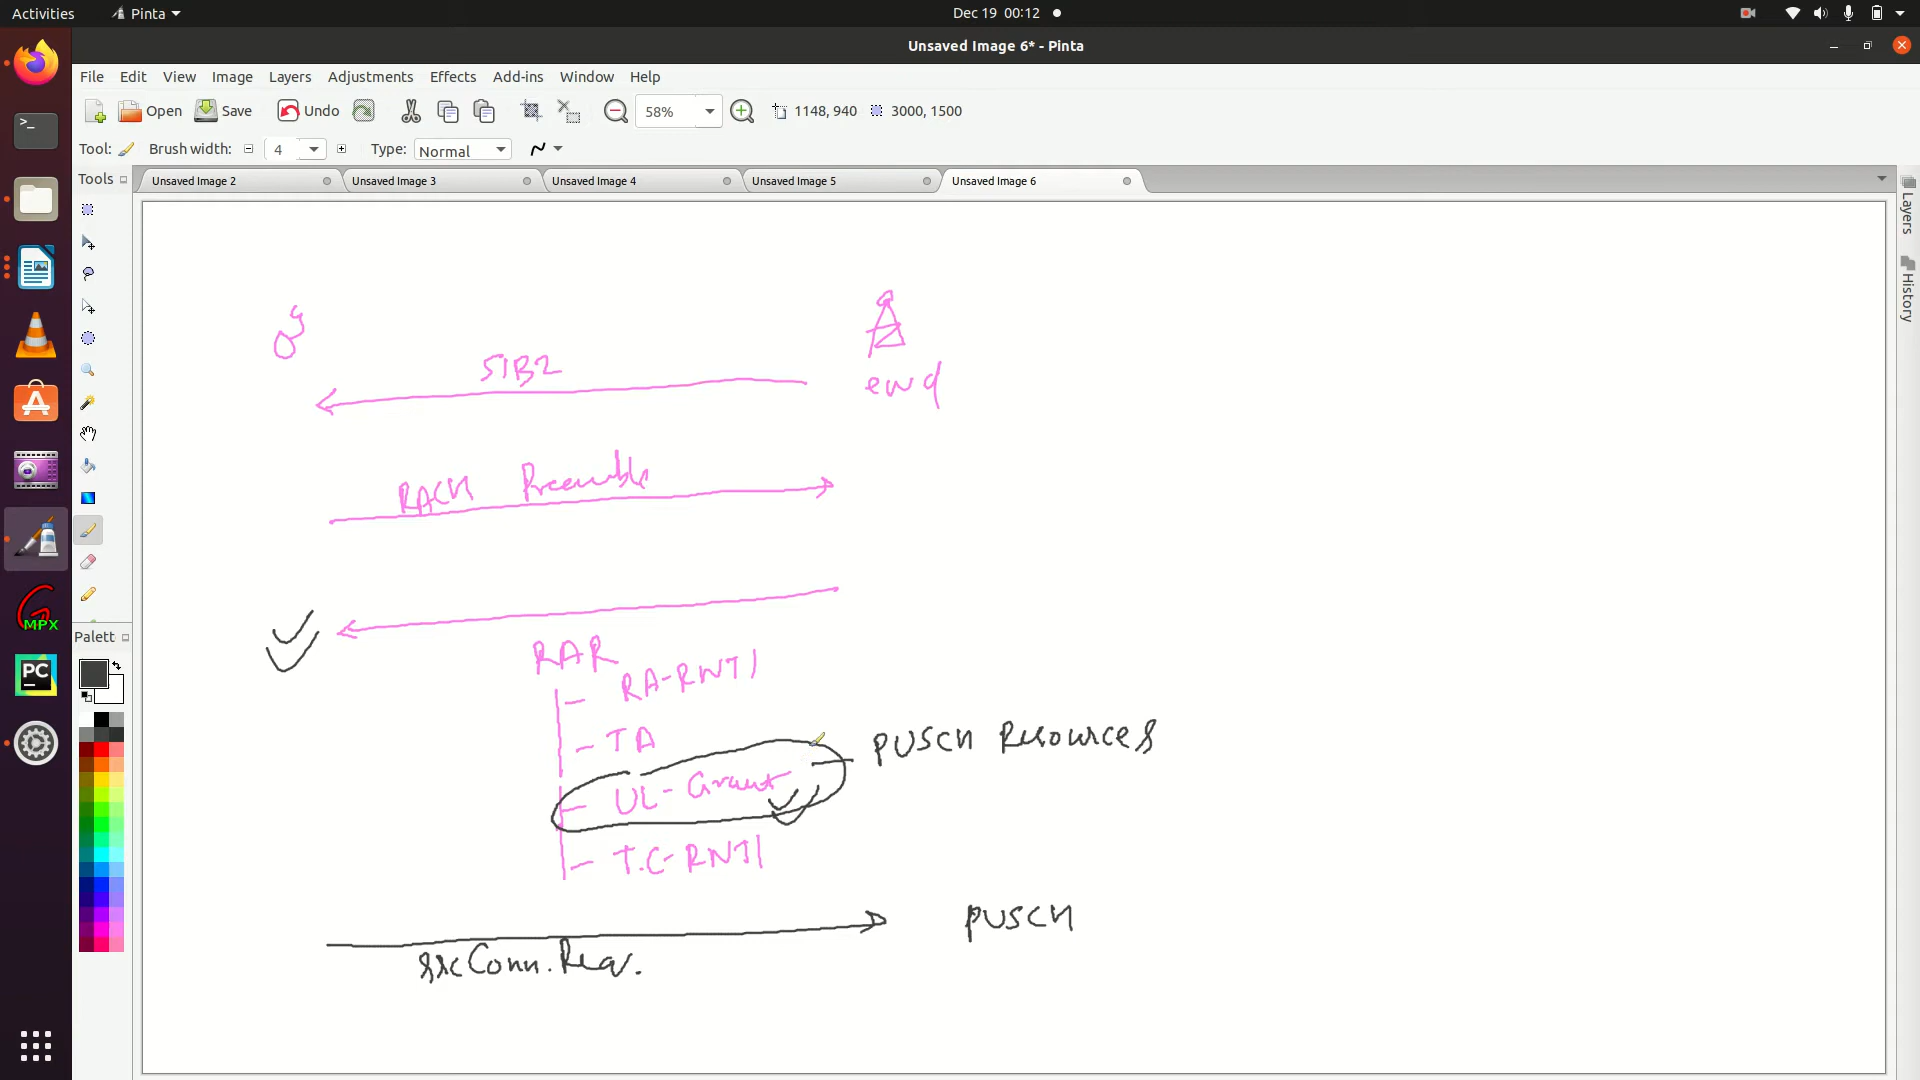 Activities Pinta Dec 19 00:12
Unsaved Image 6* - Pinta
File Edit View Image Layers Adjustments Effects Add-ins Window Help
Open Save Undo 58% 1148, 940 3000, 1500
Tool: Brush width: 4 Type: Normal
Tools Unsaved Image 2 Unsaved Image 3 Unsaved Image 4 Unsaved Image 5 Unsaved Image 6
Layers
History
SIB2
RACH Preamble
RAR
- RA-RNTI
- TA
PUSCH Resources
- UL-Grant
- T.C-RNTI
PUSCH
rrcConn.Req.
MPX
PC
Palett